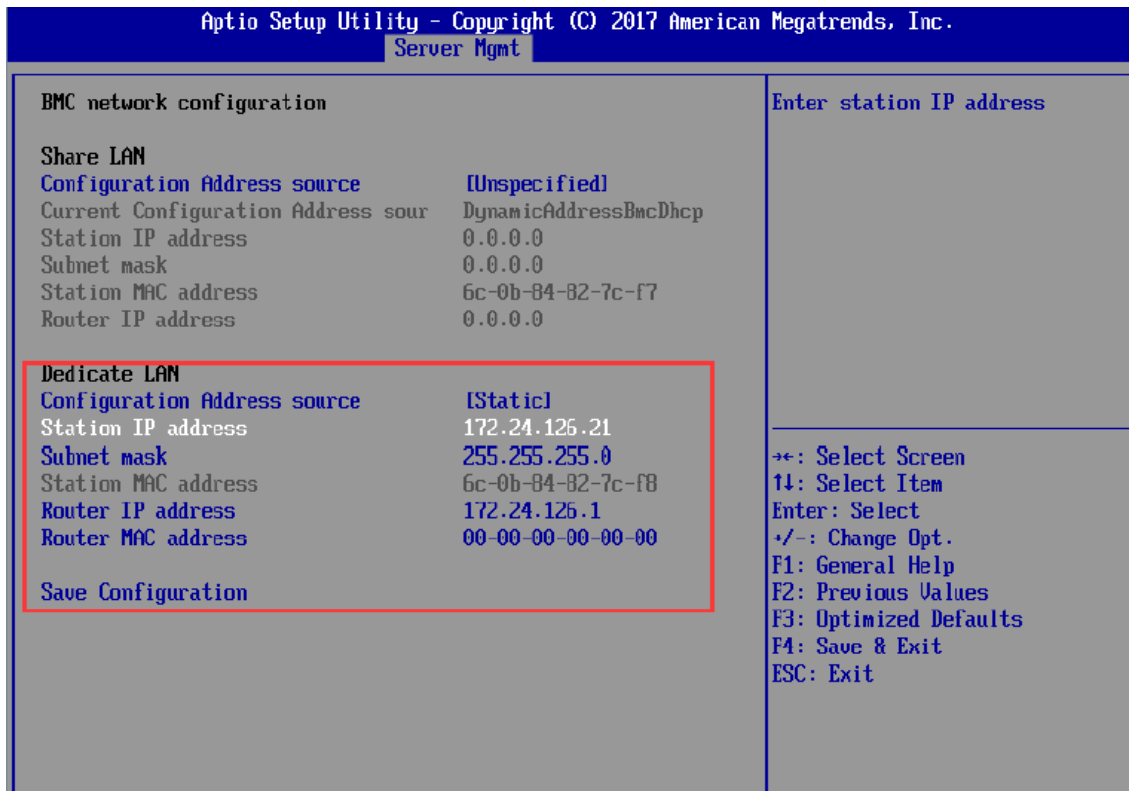 Aptio Setup Utility - Copyright (C) 2017 American Megatrends, Inc.
Server Mgmt
BMC network configuration
Share LAN
Configuration Address source [Unspecified]
Current Configuration Address sour DynamicAddressBmcDhcp
Station IP address 0.0.0.0
Subnet mask 0.0.0.0
Station MAC address 6c-0b-84-82-7c-f7
Router IP address 0.0.0.0
Dedicate LAN
Configuration Address source [Static]
Station IP address 172.24.126.21
Subnet mask 255.255.255.0
Station MAC address 6c-0b-84-82-7c-f8
Router IP address 172.24.126.1
Router MAC address 00-00-00-00-00-00
Save Configuration
Enter station IP address
→←: Select Screen
↑↓: Select Item
Enter: Select
+/-: Change Opt.
F1: General Help
F2: Previous Values
F3: Optimized Defaults
F4: Save & Exit
ESC: Exit